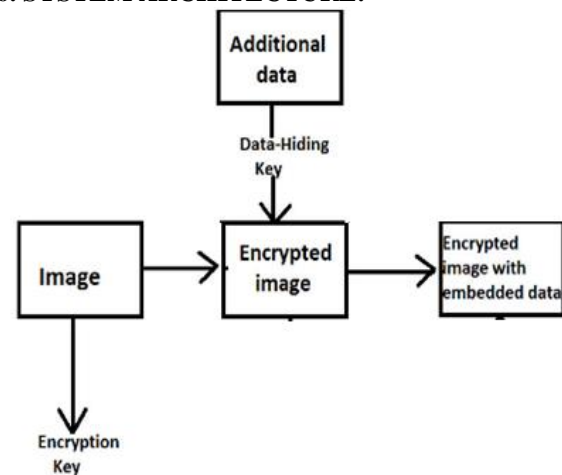 Additional
data
Data-Hiding
Key
Image
Encrypted
image
Encrypted
image with
embedded data
Encryption
Key